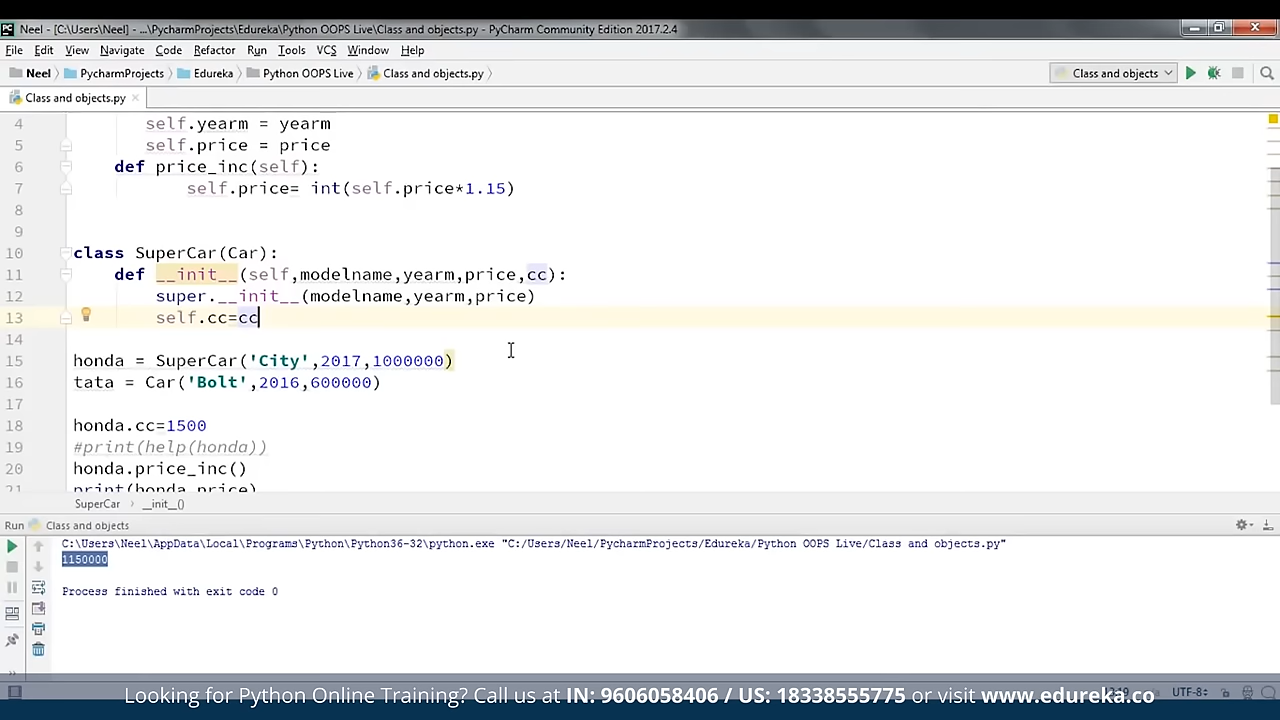 Neel - [C:\Users\Neel] - ...\PycharmProjects\Edureka\Python OOPS Live\Class and objects.py - PyCharm Community Edition 2017.2.4
File Edit View Navigate Code Refactor Run Tools VCS Window Help
Neel PycharmProjects Edureka Python OOPS Live Class and objects.py Class and objects
Class and objects.py
4 self.yearm = yearm
5 self.price = price
6 def price_inc(self):
7 self.price= int(self.price*1.15)
8
9
10 class SuperCar(Car):
11 def __init__(self,modelname,yearm,price,cc):
12 super.__init__(modelname,yearm,price)
13 self.cc=cc
14
15 honda = SuperCar('City',2017,1000000)
16 tata = Car('Bolt',2016,600000)
17
18 honda.cc=1500
19 #print(help(honda))
20 honda.price_inc()
21 print(honda.price)
SuperCar __init__()
Run Class and objects
C:\Users\Neel\AppData\Local\Programs\Python\Python36-32\python.exe "C:/Users/Neel/PycharmProjects/Edureka/Python OOPS Live/Class and objects.py"
1150000
Process finished with exit code 0
Looking for Python Online Training? Call us at IN: 9606058406 / US: 18338555775 or visit www.edureka.co
UTF-8